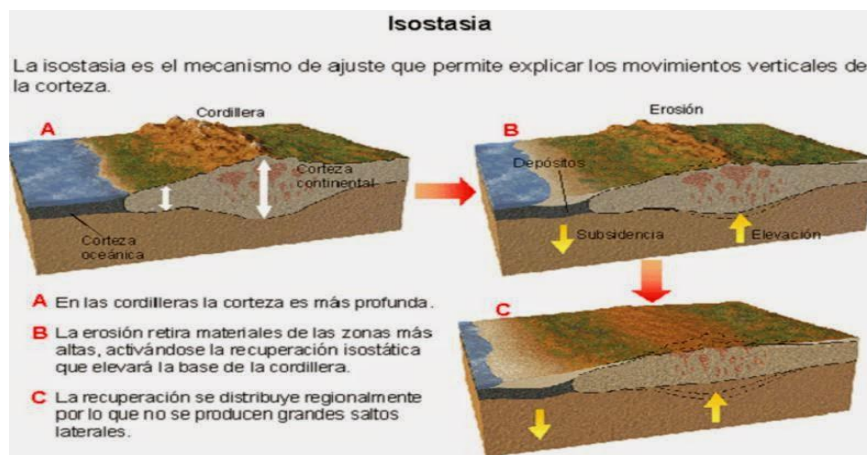 Isostasia
La isostasia es el mecanismo de ajuste que permite explicar los movimientos verticales de
la corteza.
A
Cordillera
Corteza
continental
Corteza
oceánica
B
Erosión
Depósitos
Subsidencia
Elevación
A En las cordilleras la corteza es más profunda.
B La erosión retira materiales de las zonas más
altas, activándose la recuperación isostática
que elevará la base de la cordillera.
C La recuperación se distribuye regionalmente
por lo que no se producen grandes saltos
laterales.
C